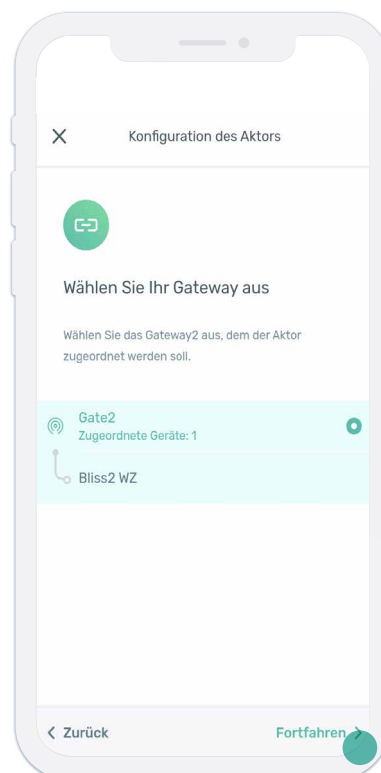 Konfiguration des Aktors
Wählen Sie Ihr Gateway aus
Wählen Sie das Gateway2 aus, dem der Aktor
zugeordnet werden soll.
Gate2
Zugeordnete Geräte: 1
Bliss2 WZ
Zurück
Fortfahren